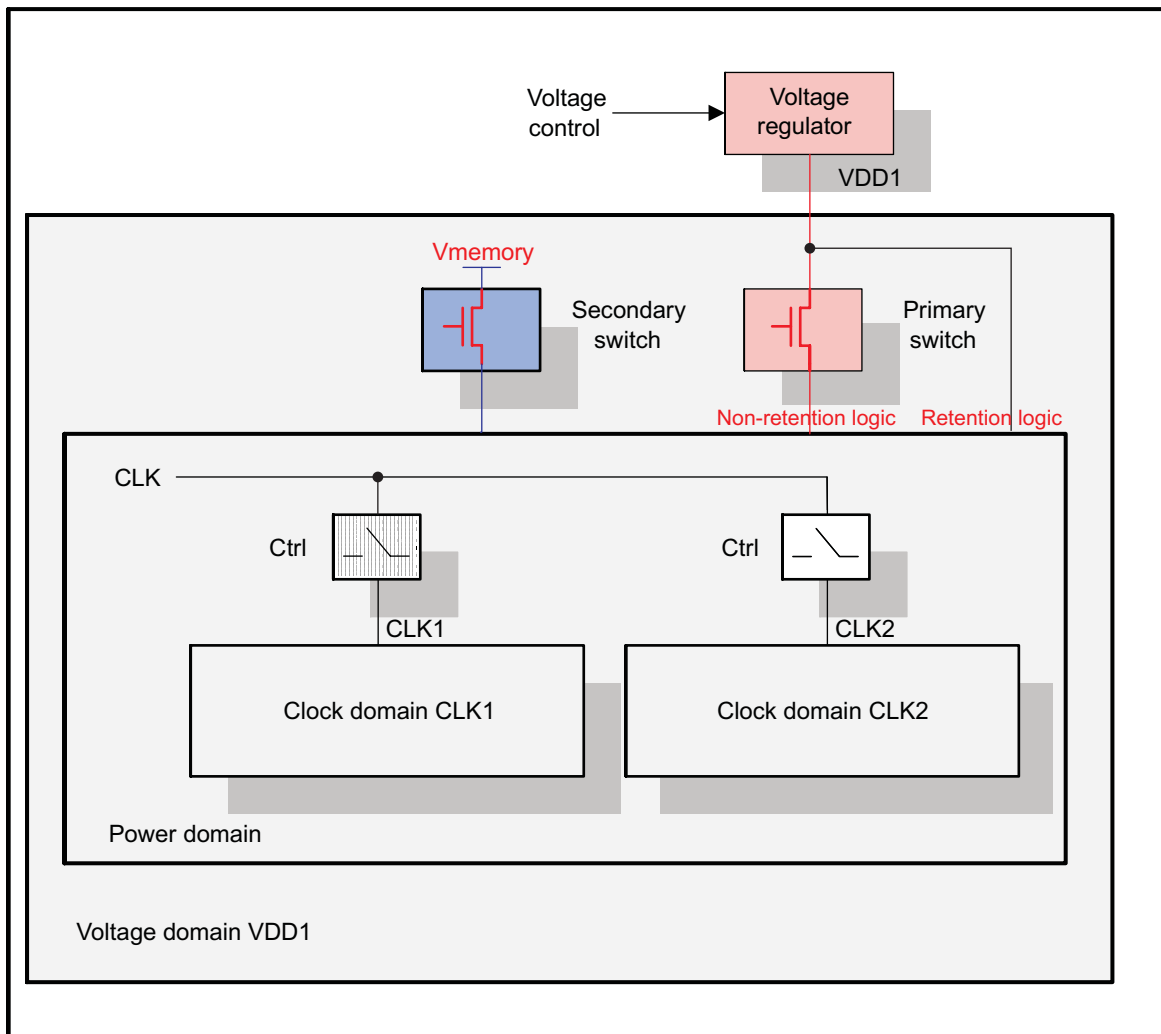 Voltage
control
Voltage
regulator
VDD1
Vmemory
Secondary
switch
Primary
switch
Non-retention logic
Retention logic
CLK
Ctrl
Ctrl
CLK1
CLK2
Clock domain CLK1
Clock domain CLK2
Power domain
Voltage domain VDD1